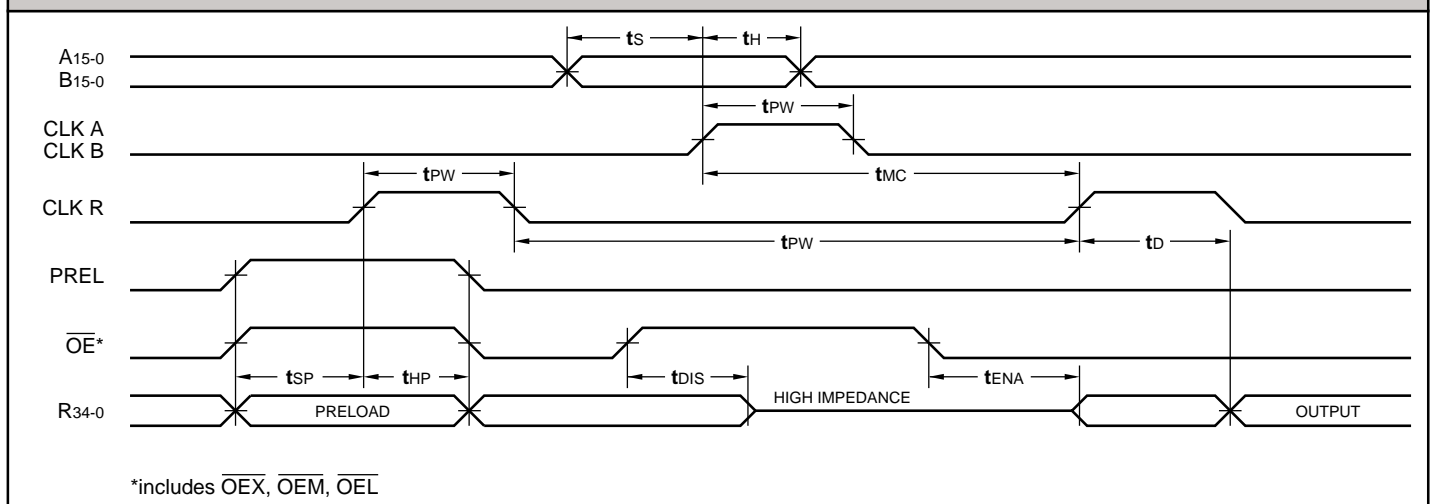 tS tH
A15-0
B15-0
tPW
CLK A
CLK B
tPW tMC
CLK R
tPW tD
PREL
OE*
tSP tHP tDIS tENA
R34-0 PRELOAD HIGH IMPEDANCE OUTPUT
*includes OEX, OEM, OEL